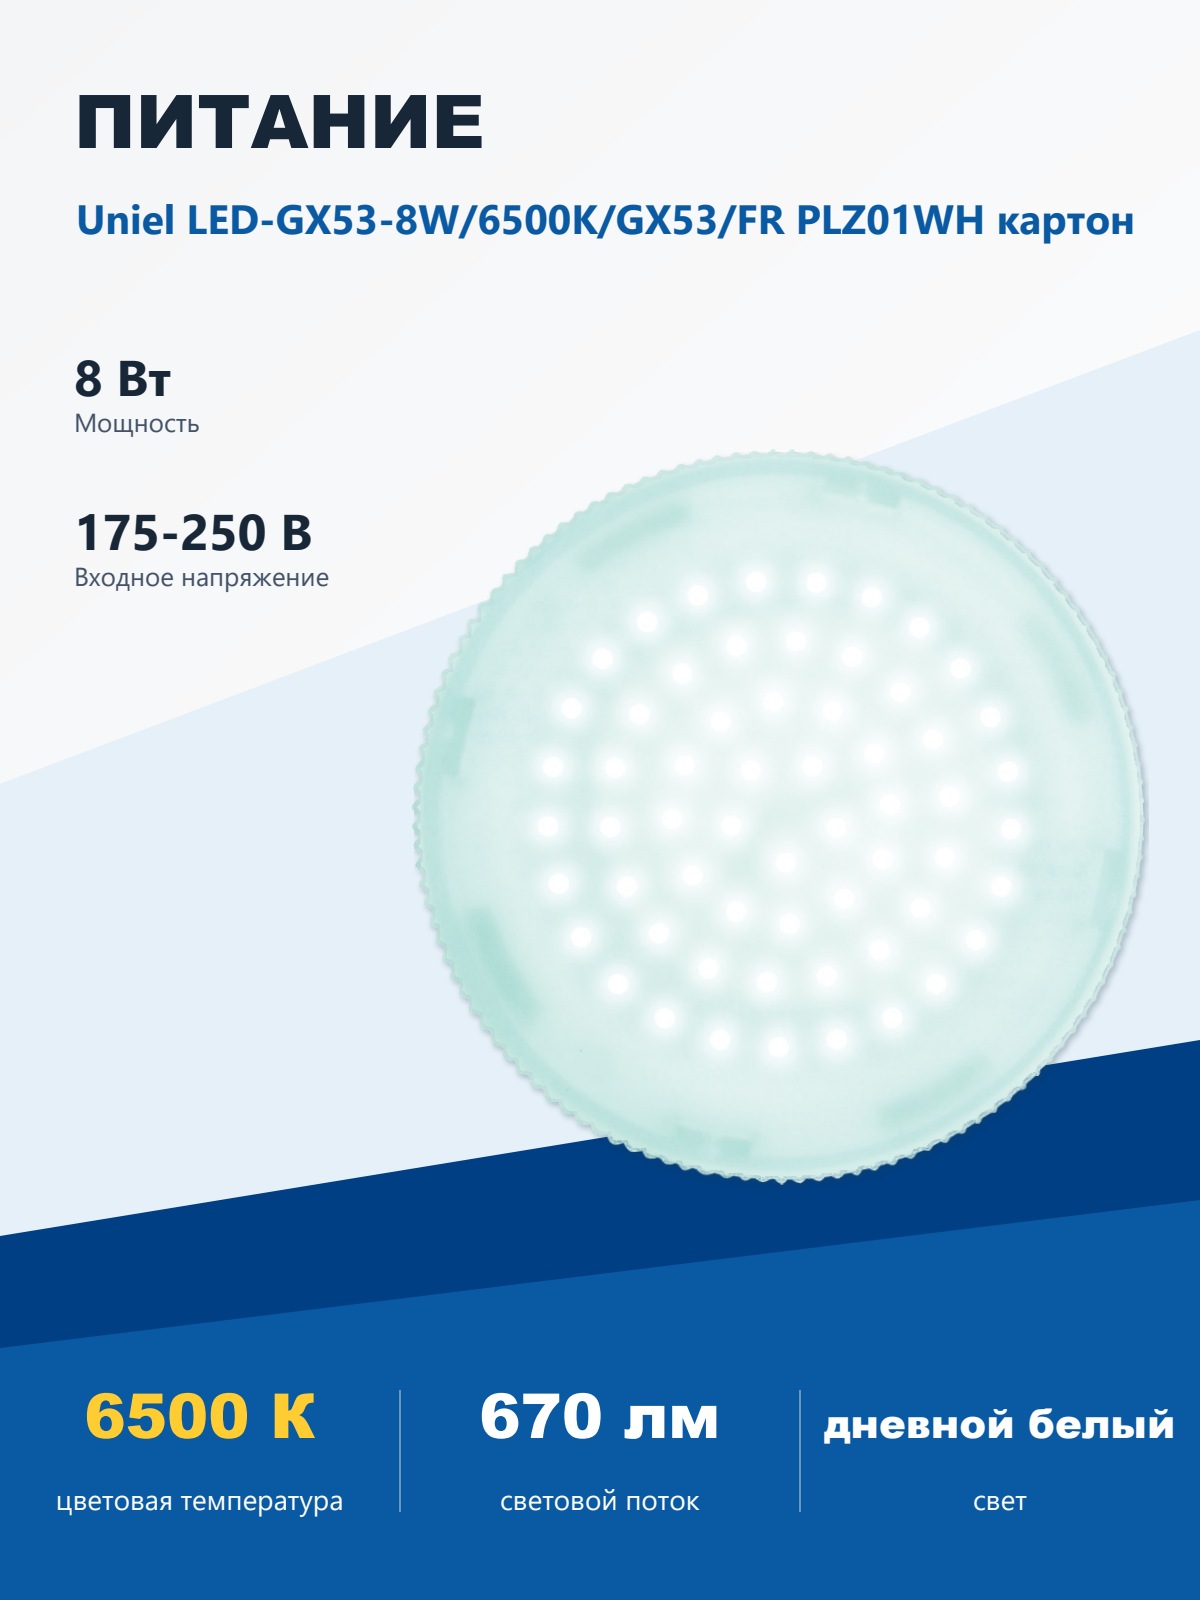 ПИТАНИЕ
Uniel LED-GX53-8W/6500K/GX53/FR PLZ01WH картон
8 Вт
Мощность
175-250 В
Входное напряжение
6500 К
цветовая температура
670 лм
световой поток
дневной белый
свет